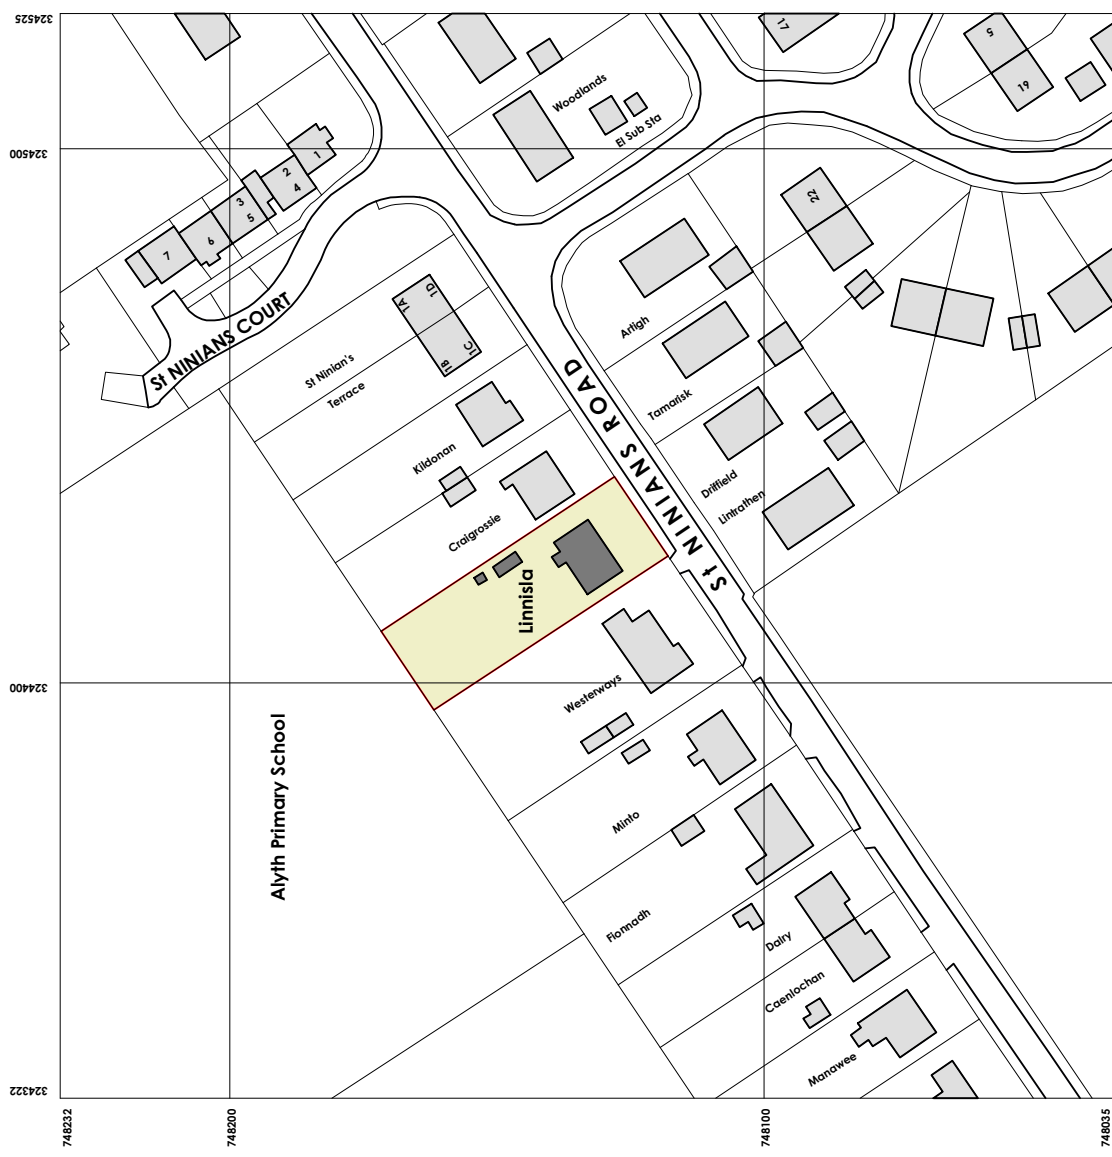 324525
324500
324400
324322
748232
748200
748100
748035
17
5
19
Woodlands
El Sub Sta
1
2
4
3
5
6
7
22
St NINIANS COURT
1A
1D
1B
1C
St Ninian's
Terrace
Artigh
Tamarisk
St NINIANS ROAD
Kildonan
Driffield
Lintrathen
Craigrossie
Linnisla
Westerways
Alyth Primary School
Minto
Fionnadh
Dalry
Caenlochan
Manawee